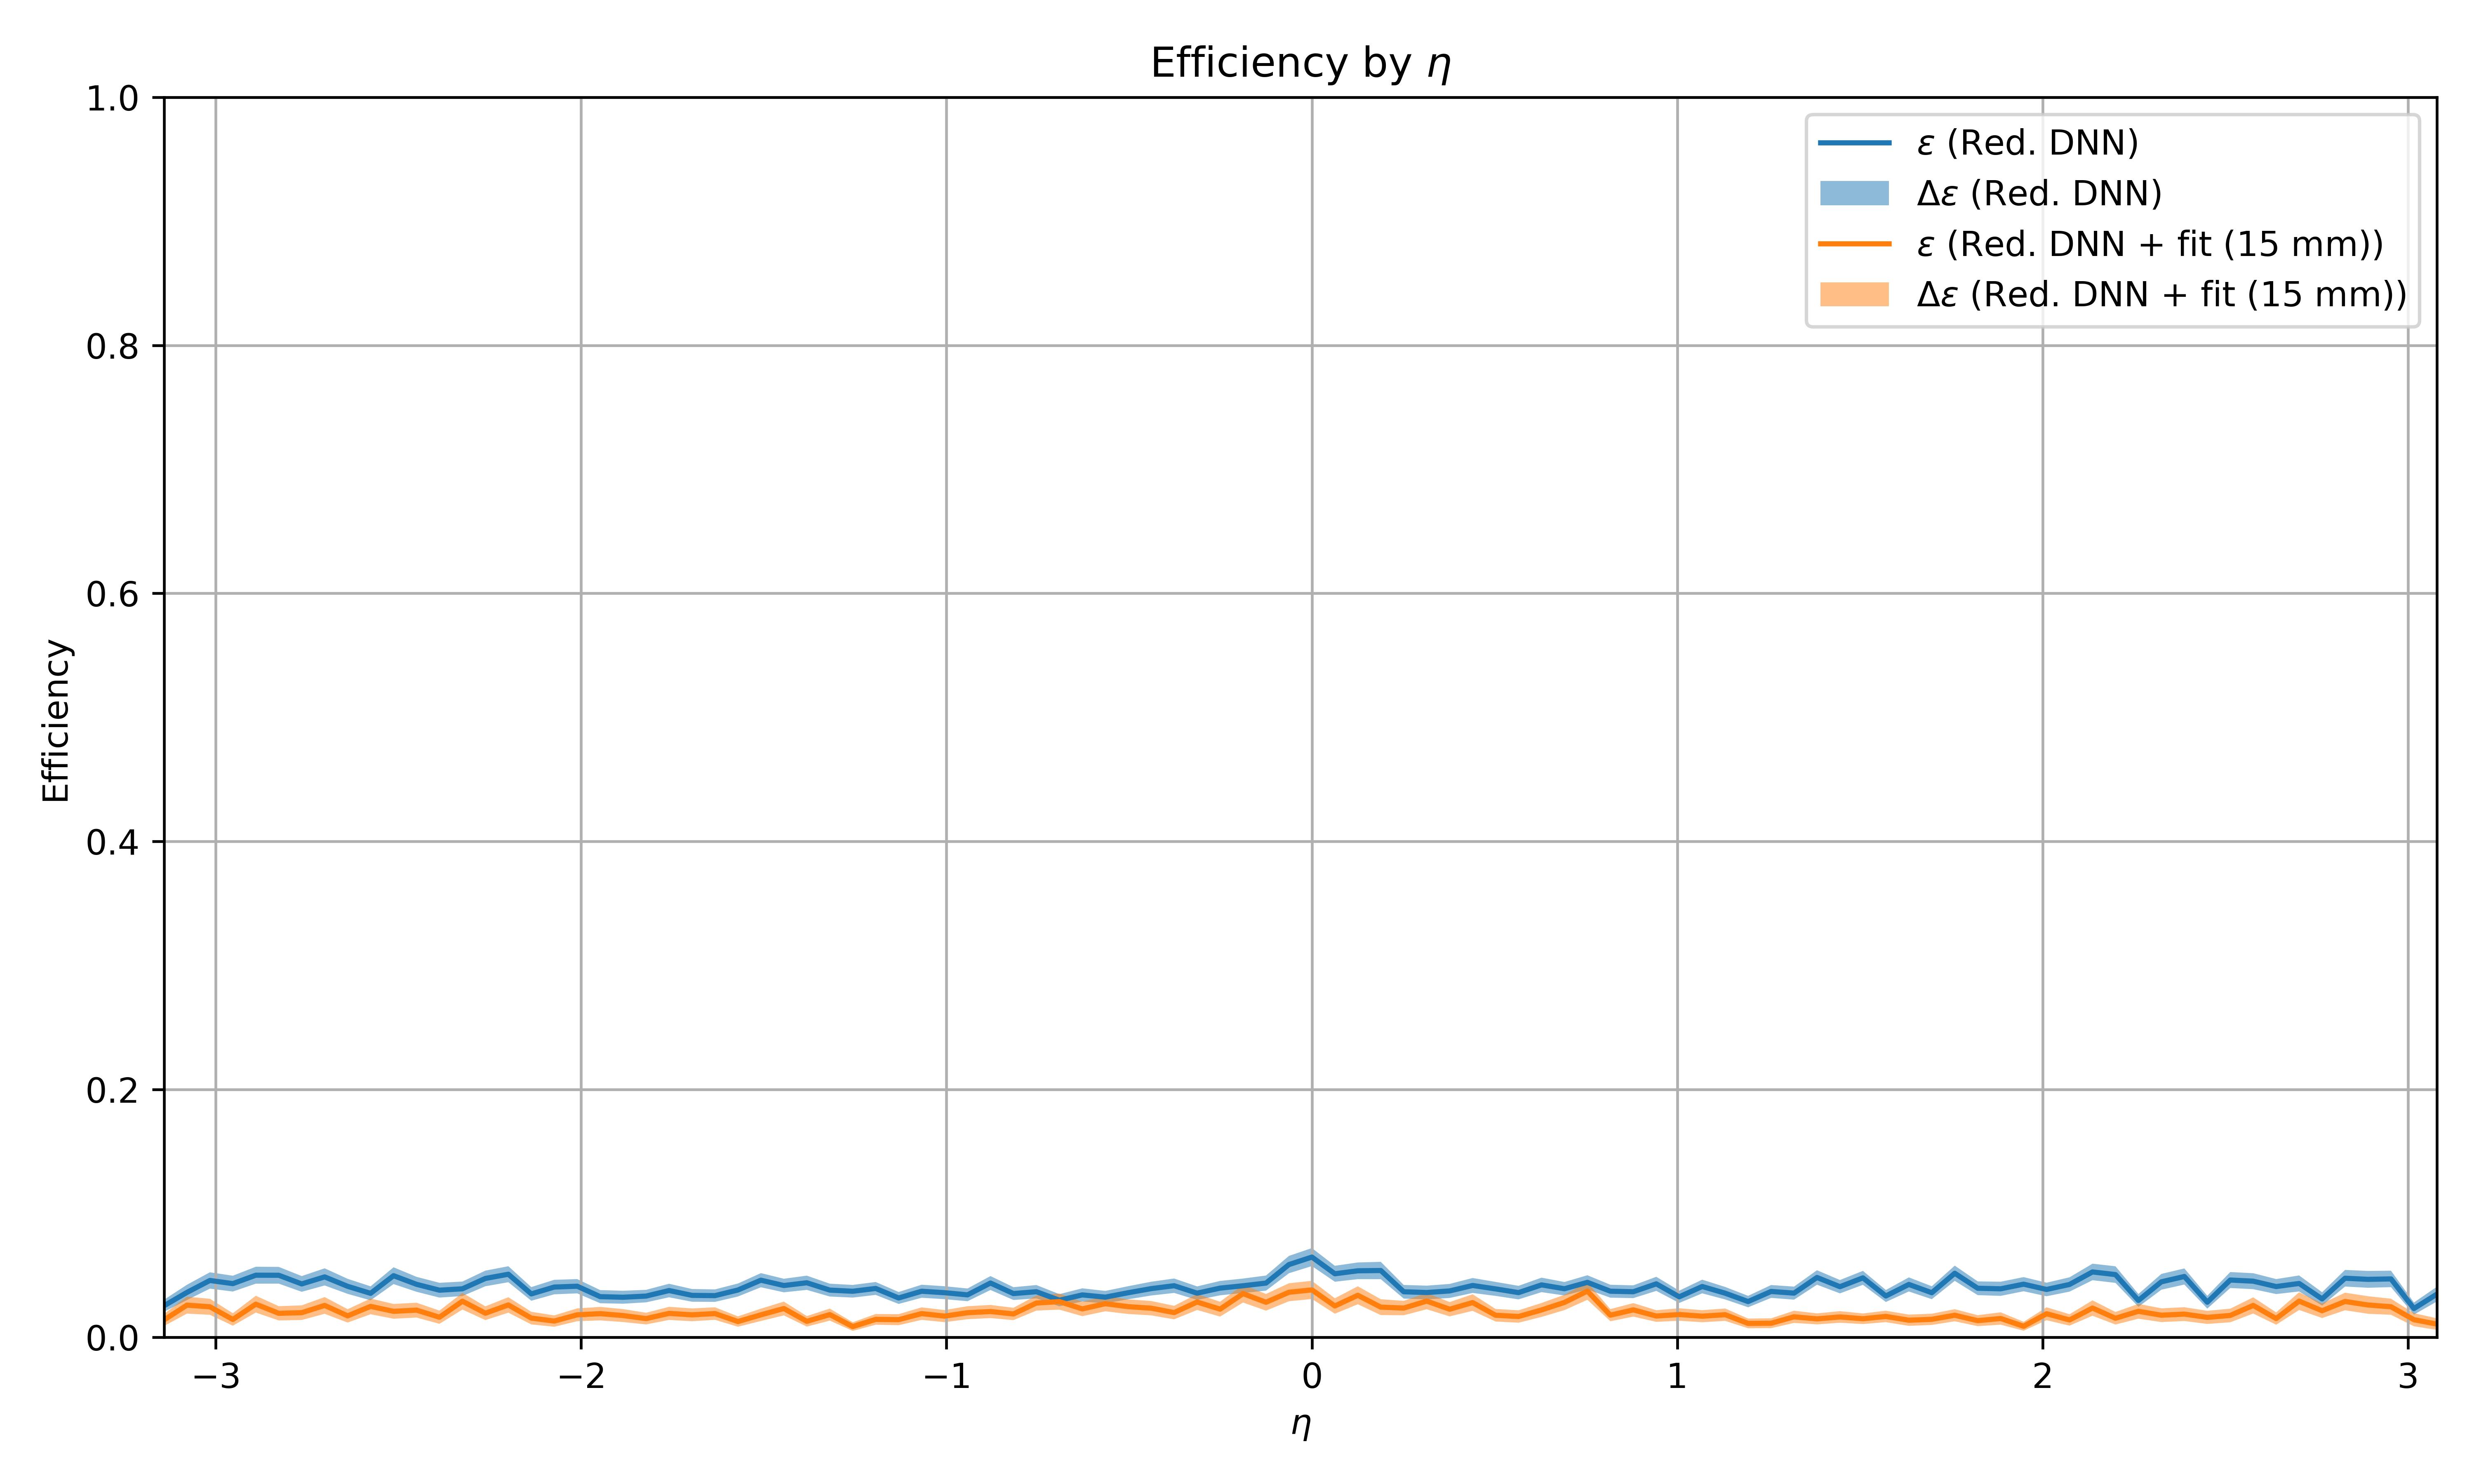 Efficiency by η
1.0
0.8
0.6
0.4
0.2
0.0
Efficiency
ε (Red. DNN)
Δε (Red. DNN)
ε (Red. DNN + fit (15 mm))
Δε (Red. DNN + fit (15 mm))
−3 −2 −1 0 1 2 3
η